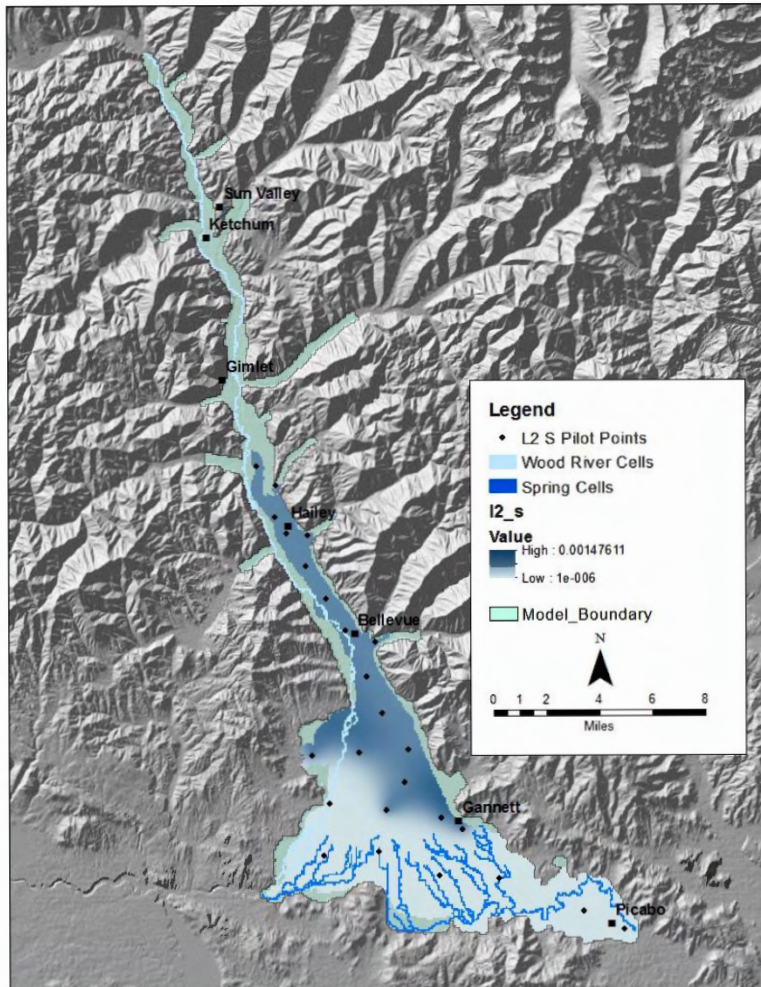 Sun Valley
Ketchum
Gimlet
Hailey
Bellevue
Gannett
Picabo
Legend
L2 S Pilot Points
Wood River Cells
Spring Cells
l2_s
Value
High : 0.00147611
Low : 1e-006
Model_Boundary
N
0 1 2 4 6 8
Miles